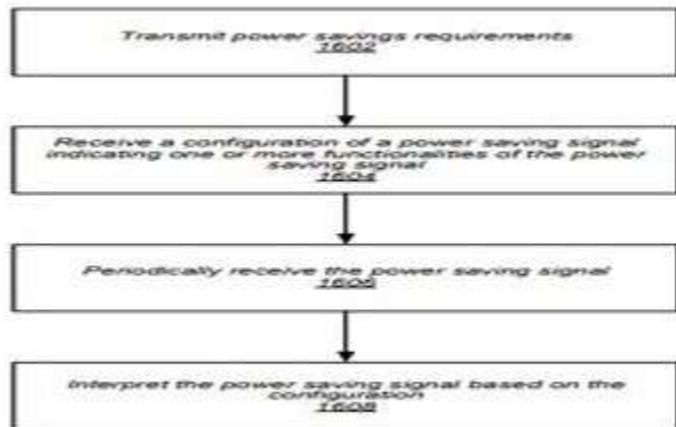 Transmit power savings requirements
1602
Receive a configuration of a power saving signal
indicating one or more functionalities of the power
saving signal
1604
Periodically receive the power saving signal
1606
Interpret the power saving signal based on the
configuration
1608